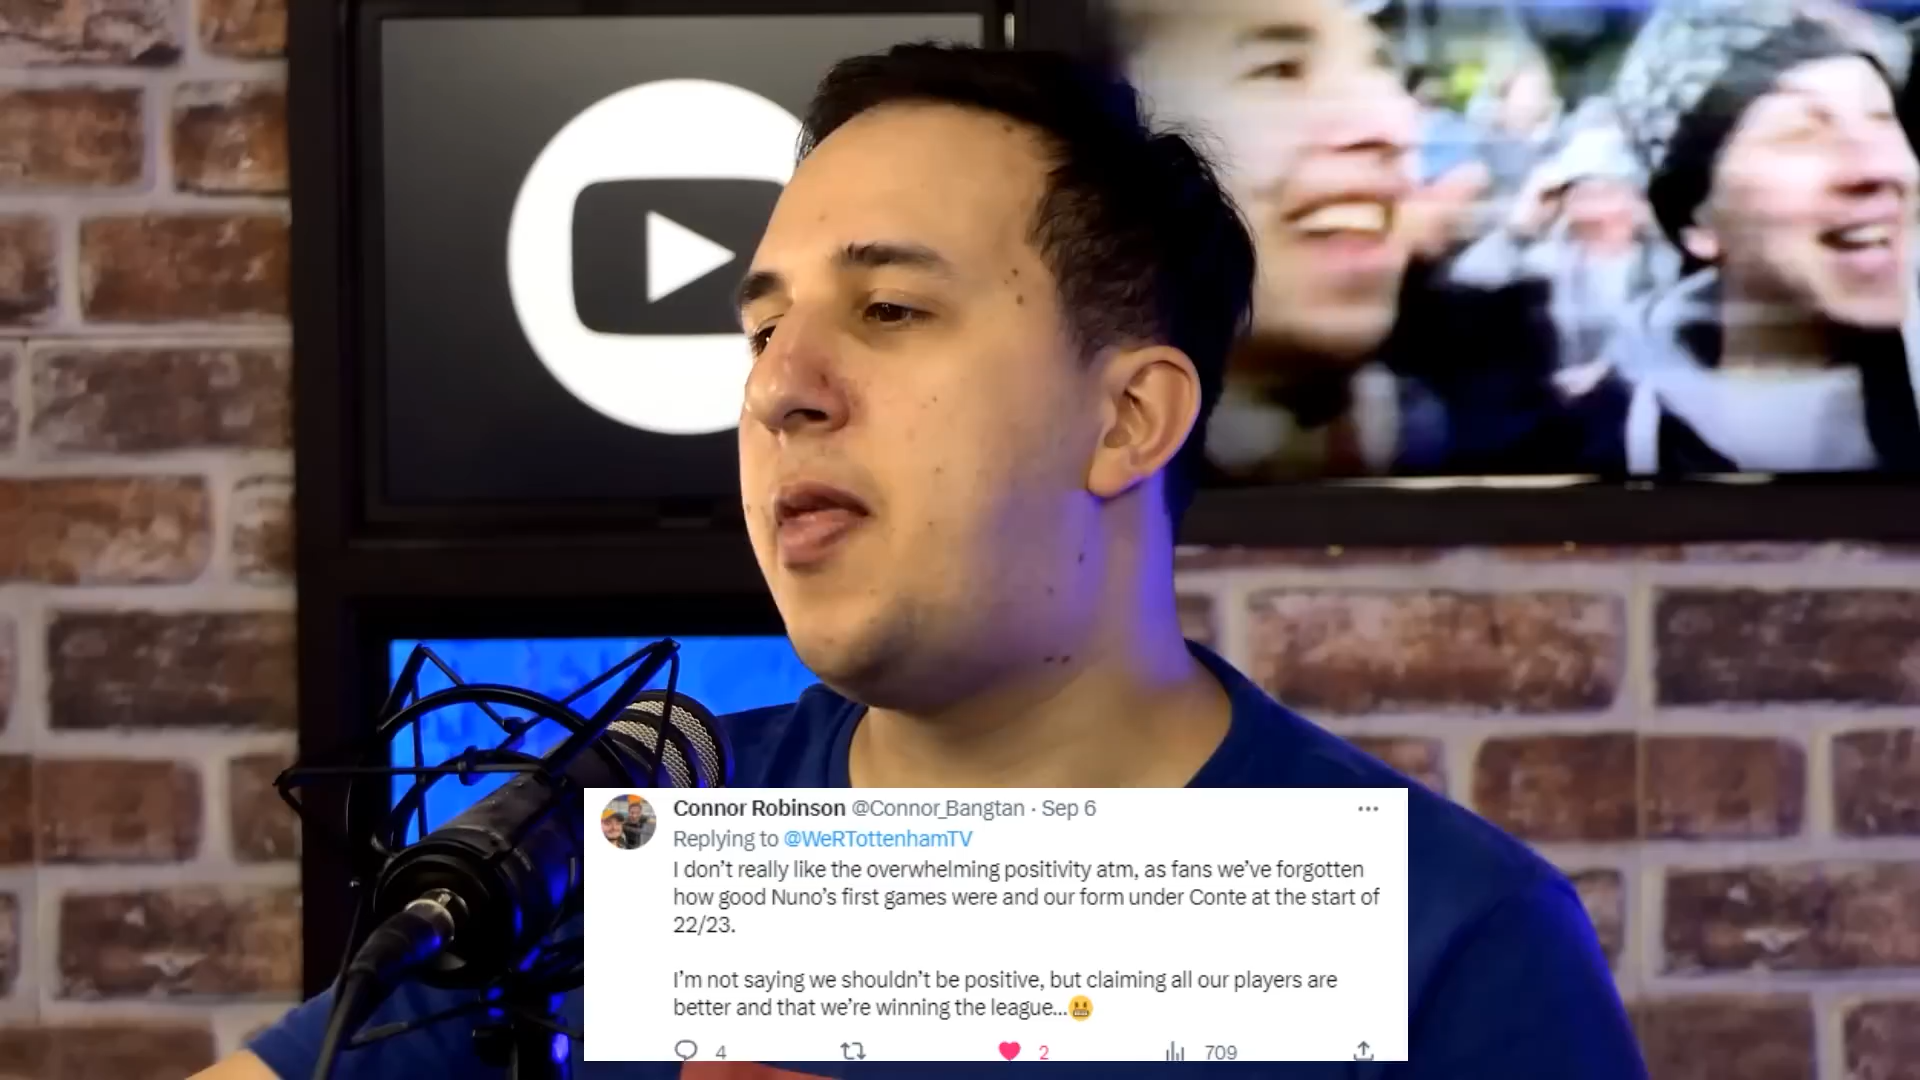 Connor Robinson @Connor_Bangtan · Sep 6
Replying to @WeRTottenhamTV
I don’t really like the overwhelming positivity atm, as fans we’ve forgotten
how good Nuno’s first games were and our form under Conte at the start of
22/23.
I’m not saying we shouldn’t be positive, but claiming all our players are
better and that we’re winning the league...😃
4 2 709